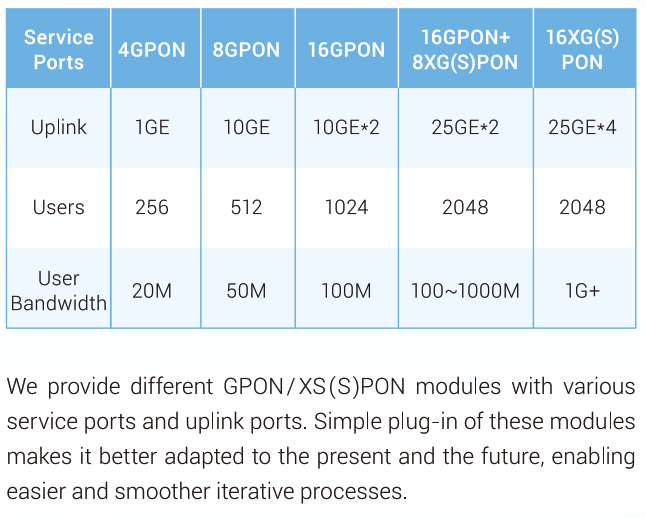 Service Ports 4GPON 8GPON 16GPON 16GPON+ 8XG(S)PON 16XG(S) PON
Uplink 1GE 10GE 10GE*2 25GE*2 25GE*4
Users 256 512 1024 2048 2048
User Bandwidth 20M 50M 100M 100~1000M 1G+
We provide different GPON/XS(S)PON modules with various
service ports and uplink ports. Simple plug-in of these modules
makes it better adapted to the present and the future, enabling
easier and smoother iterative processes.